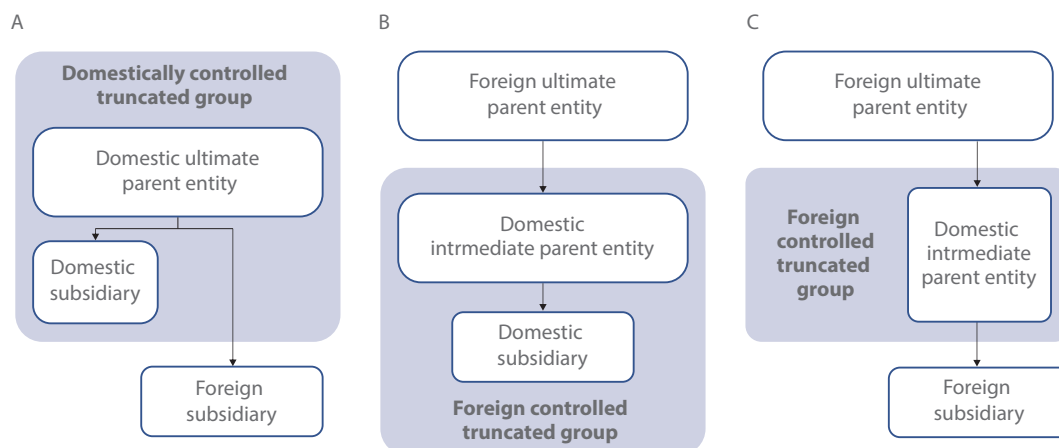 A
Domestically controlled
truncated group
Domestic ultimate
parent entity
Domestic
subsidiary
Foreign
subsidiary
B
Foreign ultimate
parent entity
Domestic
intrmediate parent entity
Domestic
subsidiary
Foreign controlled
truncated group
C
Foreign ultimate
parent entity
Foreign
controlled
truncated
group
Domestic
intrmediate
parent entity
Foreign
subsidiary